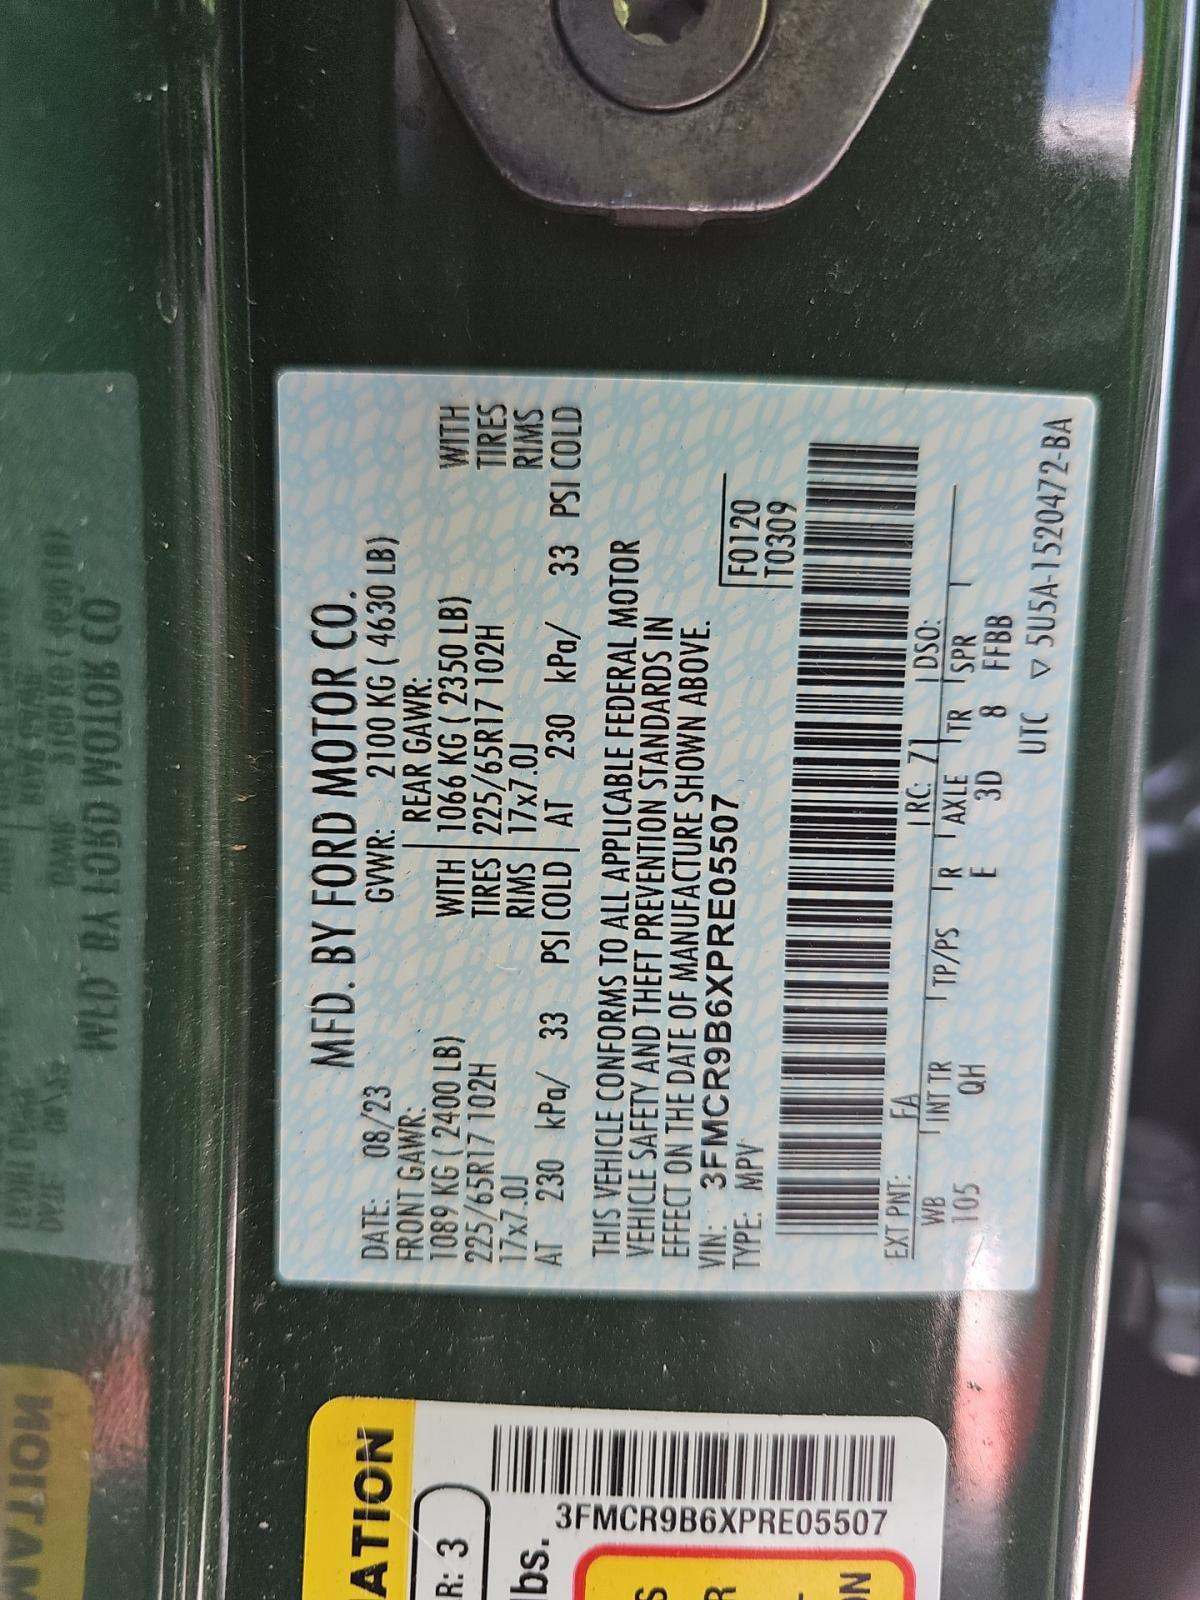 MFD. BY FORD MOTOR CO.
DATE: 08/23 GVWR: 2100 KG ( 4630 LB)
FRONT GAWR: REAR GAWR:
1089 KG ( 2400 LB) WITH 1066 KG ( 2350 LB) WITH
225/65R17 102H TIRES 225/65R17 102H TIRES
17x7.0J RIMS 17x7.0J RIMS
AT 230 kPa/ 33 PSI COLD AT 230 kPa/ 33 PSI COLD
THIS VEHICLE CONFORMS TO ALL APPLICABLE FEDERAL MOTOR
VEHICLE SAFETY AND THEFT PREVENTION STANDARDS IN
EFFECT ON THE DATE OF MANUFACTURE SHOWN ABOVE.
VIN: 3FMCR9B6XPRE05507 F0120
TYPE: MPV T0309
EXT PNT: FA RC: 71 DSO:
WB INT TR TP/PS R AXLE TR SPR
105 QH E 3D 8 FFBB
UTC ▽ 5U5A-1520472-BA
ATION
R: 3
lbs.
3FMCR9B6XPRE05507
S
R
ON